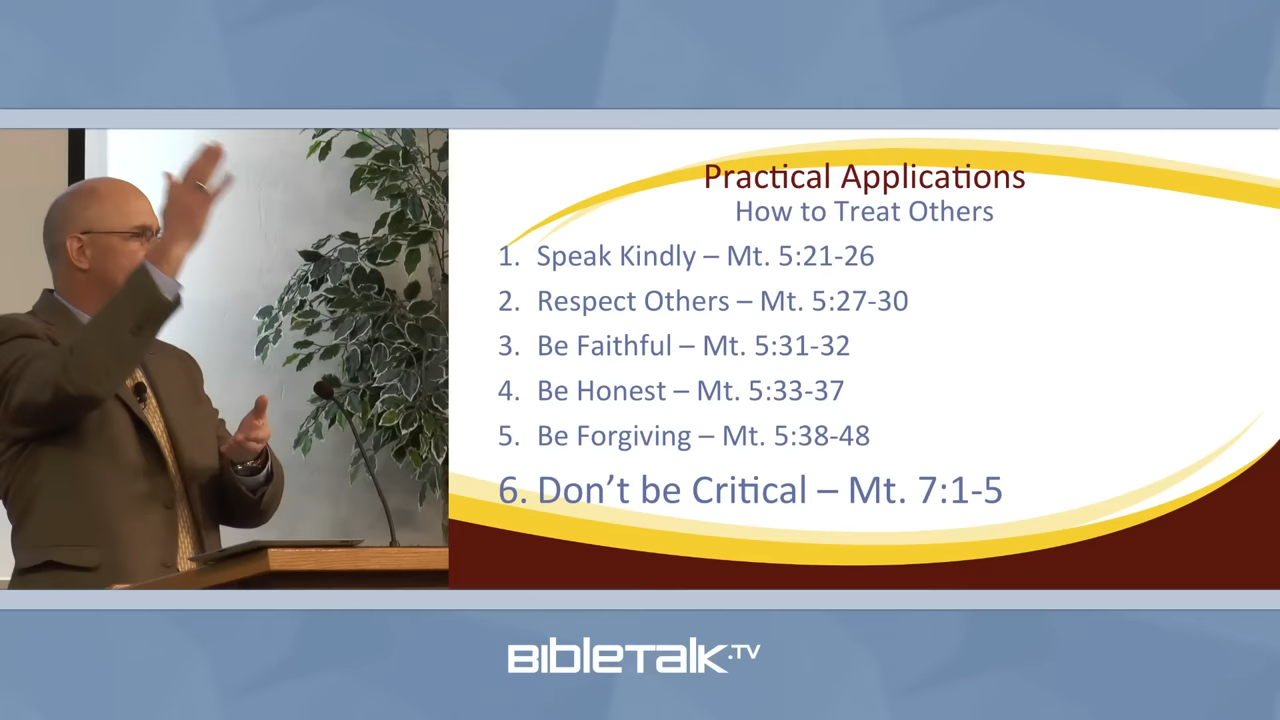 Practical Applications
How to Treat Others
1. Speak Kindly – Mt. 5:21-26
2. Respect Others – Mt. 5:27-30
3. Be Faithful – Mt. 5:31-32
4. Be Honest – Mt. 5:33-37
5. Be Forgiving – Mt. 5:38-48
6. Don’t be Critical – Mt. 7:1-5
BIBLETALK.TV